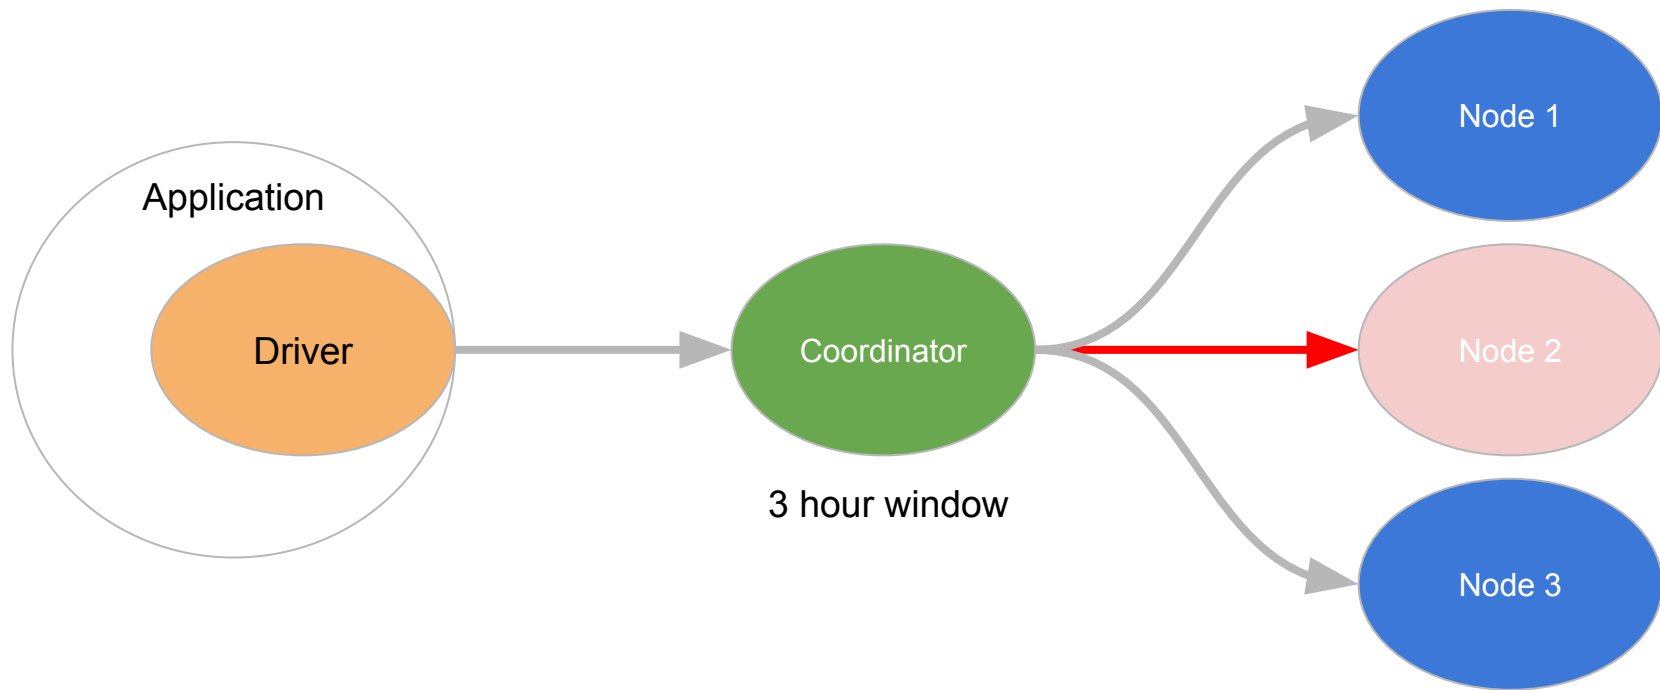 Application
Driver
Coordinator
3 hour window
Node 1
Node 2
Node 3